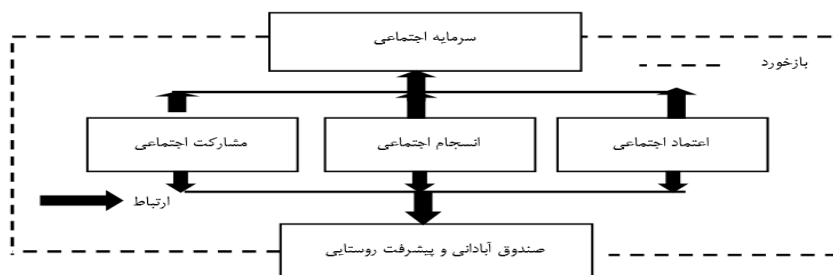 سرمایه اجتماعی
بازخورد
اعتماد اجتماعی
انسجام اجتماعی
مشارکت اجتماعی
ارتباط
صندوق آبادانی و پیشرفت روستایی